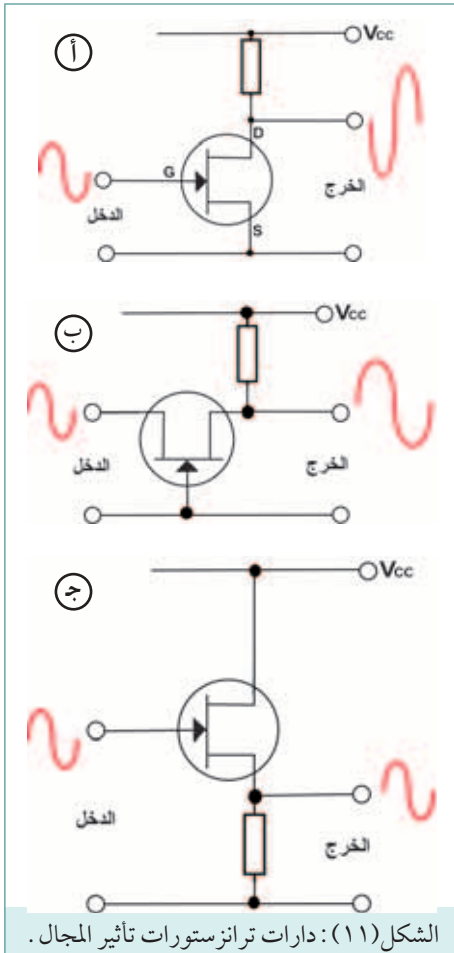 أ
Vcc
D
G
S
الدخل
الخرج
ب
Vcc
الدخل
الخرج
ج
Vcc
الدخل
الخرج
الشكل(١١): دارات ترانزستورات تأثير المجال.